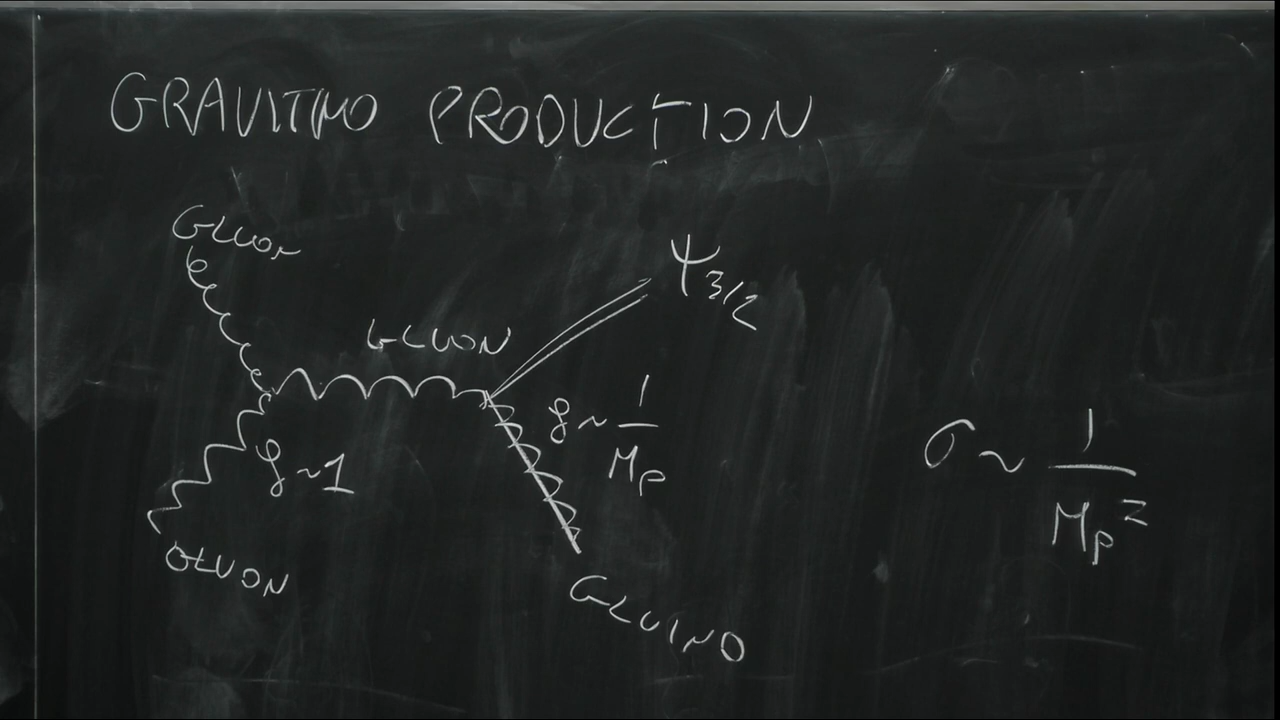 GRAVITINO PRODUCTION
GLUON
Ψ3/2
GLUON
g ~ 1/Mp
σ ~ 1/Mp²
g ~ 1
GLUON
GLUINO